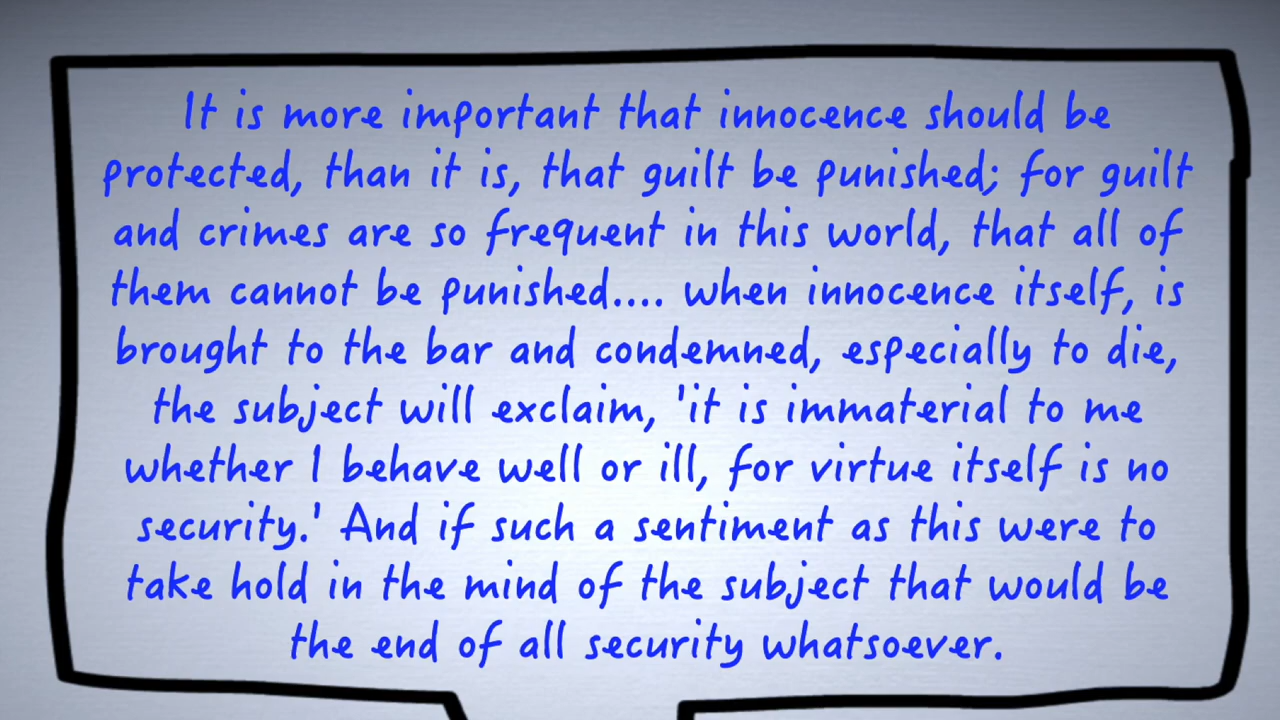 It is more important that innocence should be
protected, than it is, that guilt be punished; for guilt
and crimes are so frequent in this world, that all of
them cannot be punished.... when innocence itself, is
brought to the bar and condemned, especially to die,
the subject will exclaim, 'it is immaterial to me
whether I behave well or ill, for virtue itself is no
security.' And if such a sentiment as this were to
take hold in the mind of the subject that would be
the end of all security whatsoever.